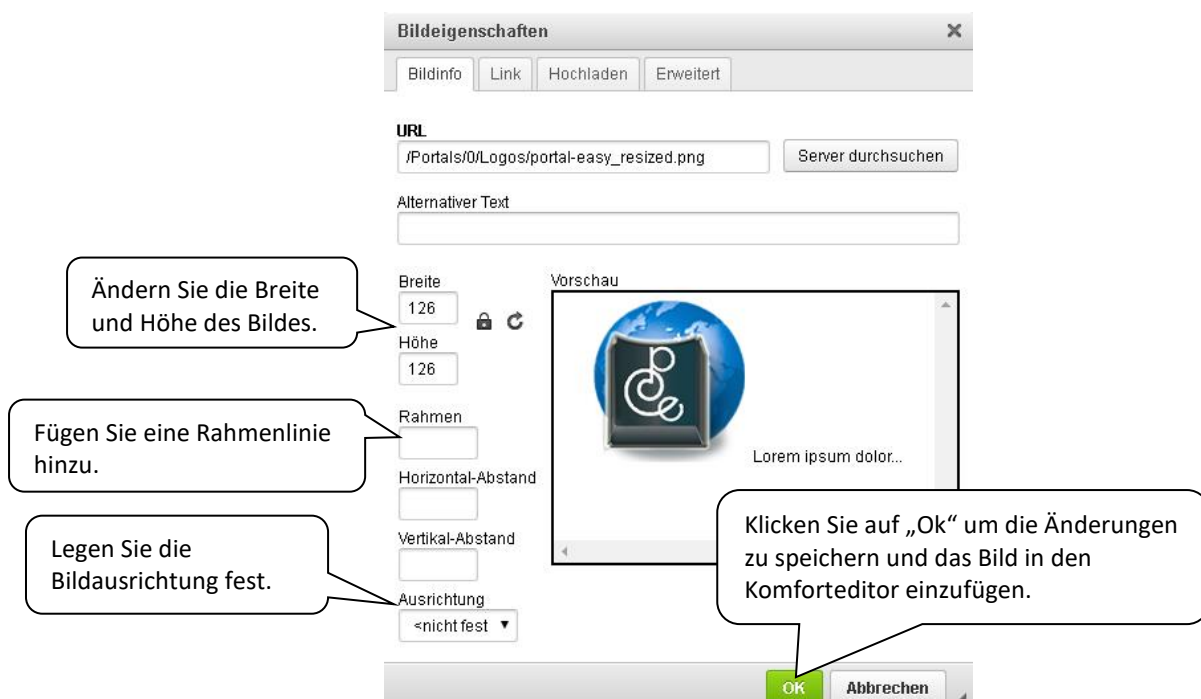 Bildeigenschaften
Bildinfo
Link
Hochladen
Erweitert
URL
/Portals/0/Logos/portal-easy_resized.png
Server durchsuchen
Alternativer Text
Ändern Sie die Breite
und Höhe des Bildes.
Breite
126
Höhe
126
Vorschau
pce
Lorem ipsum dolor...
Fügen Sie eine Rahmenlinie
hinzu.
Rahmen
Horizontal-Abstand
Vertikal-Abstand
Legen Sie die
Bildausrichtung fest.
Ausrichtung
<nicht fest
Klicken Sie auf „Ok“ um die Änderungen
zu speichern und das Bild in den
Komforteditor einzufügen.
OK
Abbrechen